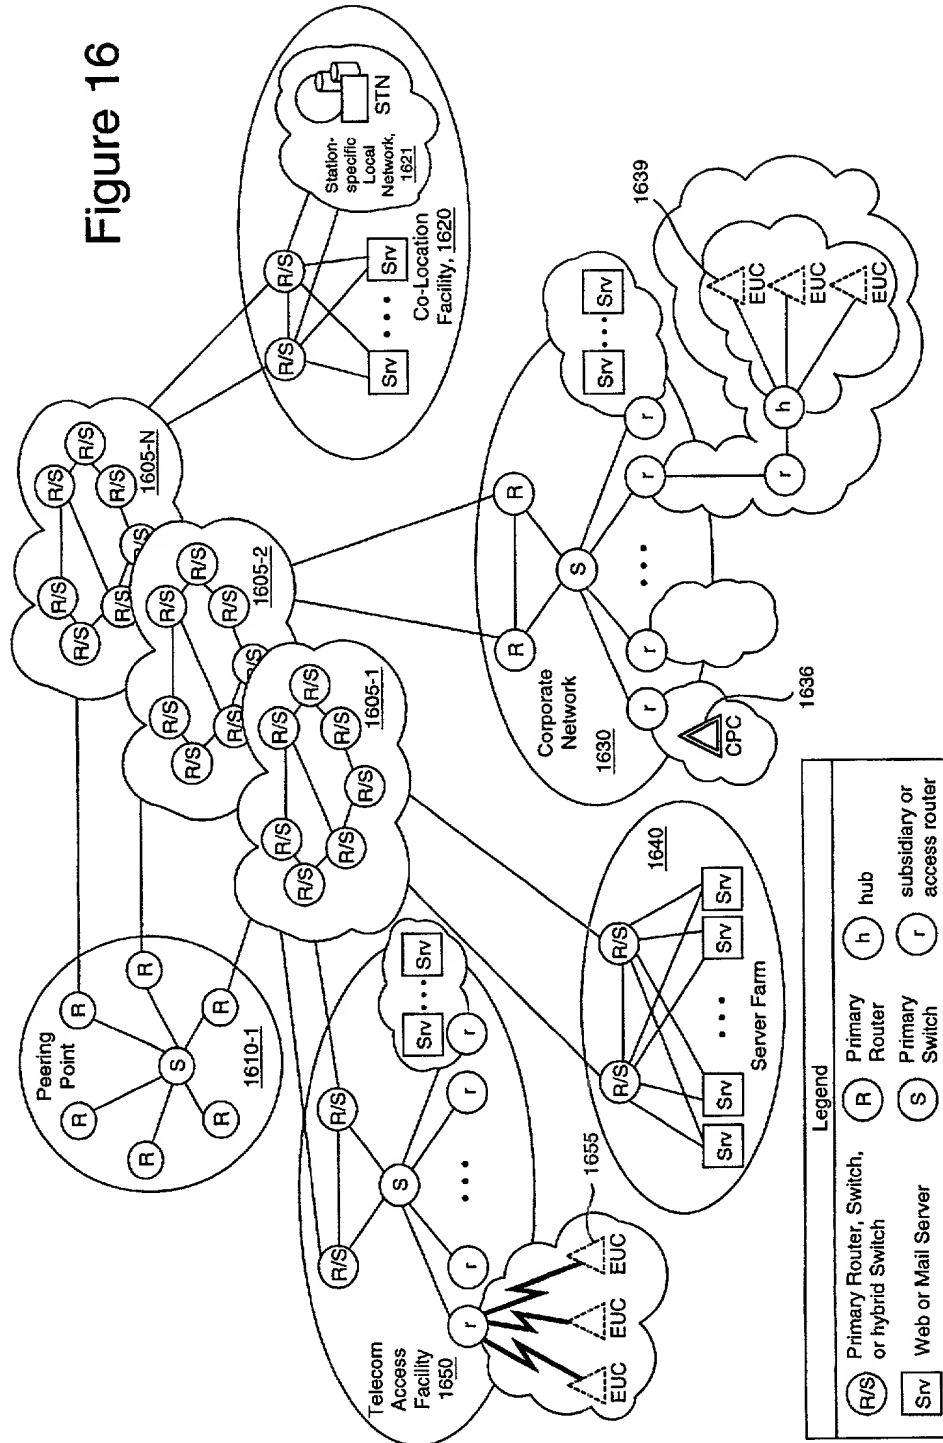 Figure 16
Peering
Point
R
R
R
R
R
R
S
1610-1
R/S
R/S
R/S
R/S
R/S
R/S
R/S
1605-N
R/S
R/S
R/S
R/S
R/S
R/S
R/S
1605-2
R/S
R/S
R/S
R/S
R/S
R/S
R/S
1605-1
R/S
R/S
Station-
specific
Local
Network,
1621
STN
Srv
• • •
Srv
Co-Location
Facility, 1620
Telecom
Access
Facility
1650
R/S
R/S
S
Srv
• • •
Srv
r
r
• • •
r
r
EUC
EUC
EUC
1655
Corporate
Network
1630
R
R
S
Srv
• • •
Srv
r
r
• • •
r
r
CPC
1636
r
h
EUC
EUC
EUC
1639
1640
R/S
R/S
Srv
Srv
• • •
Srv
Srv
Server Farm
Legend
R/S
Primary Router, Switch,
or hybrid Switch
R
Primary
Router
h
hub
Srv
Web or Mail Server
S
Primary
Switch
r
subsidiary or
access router